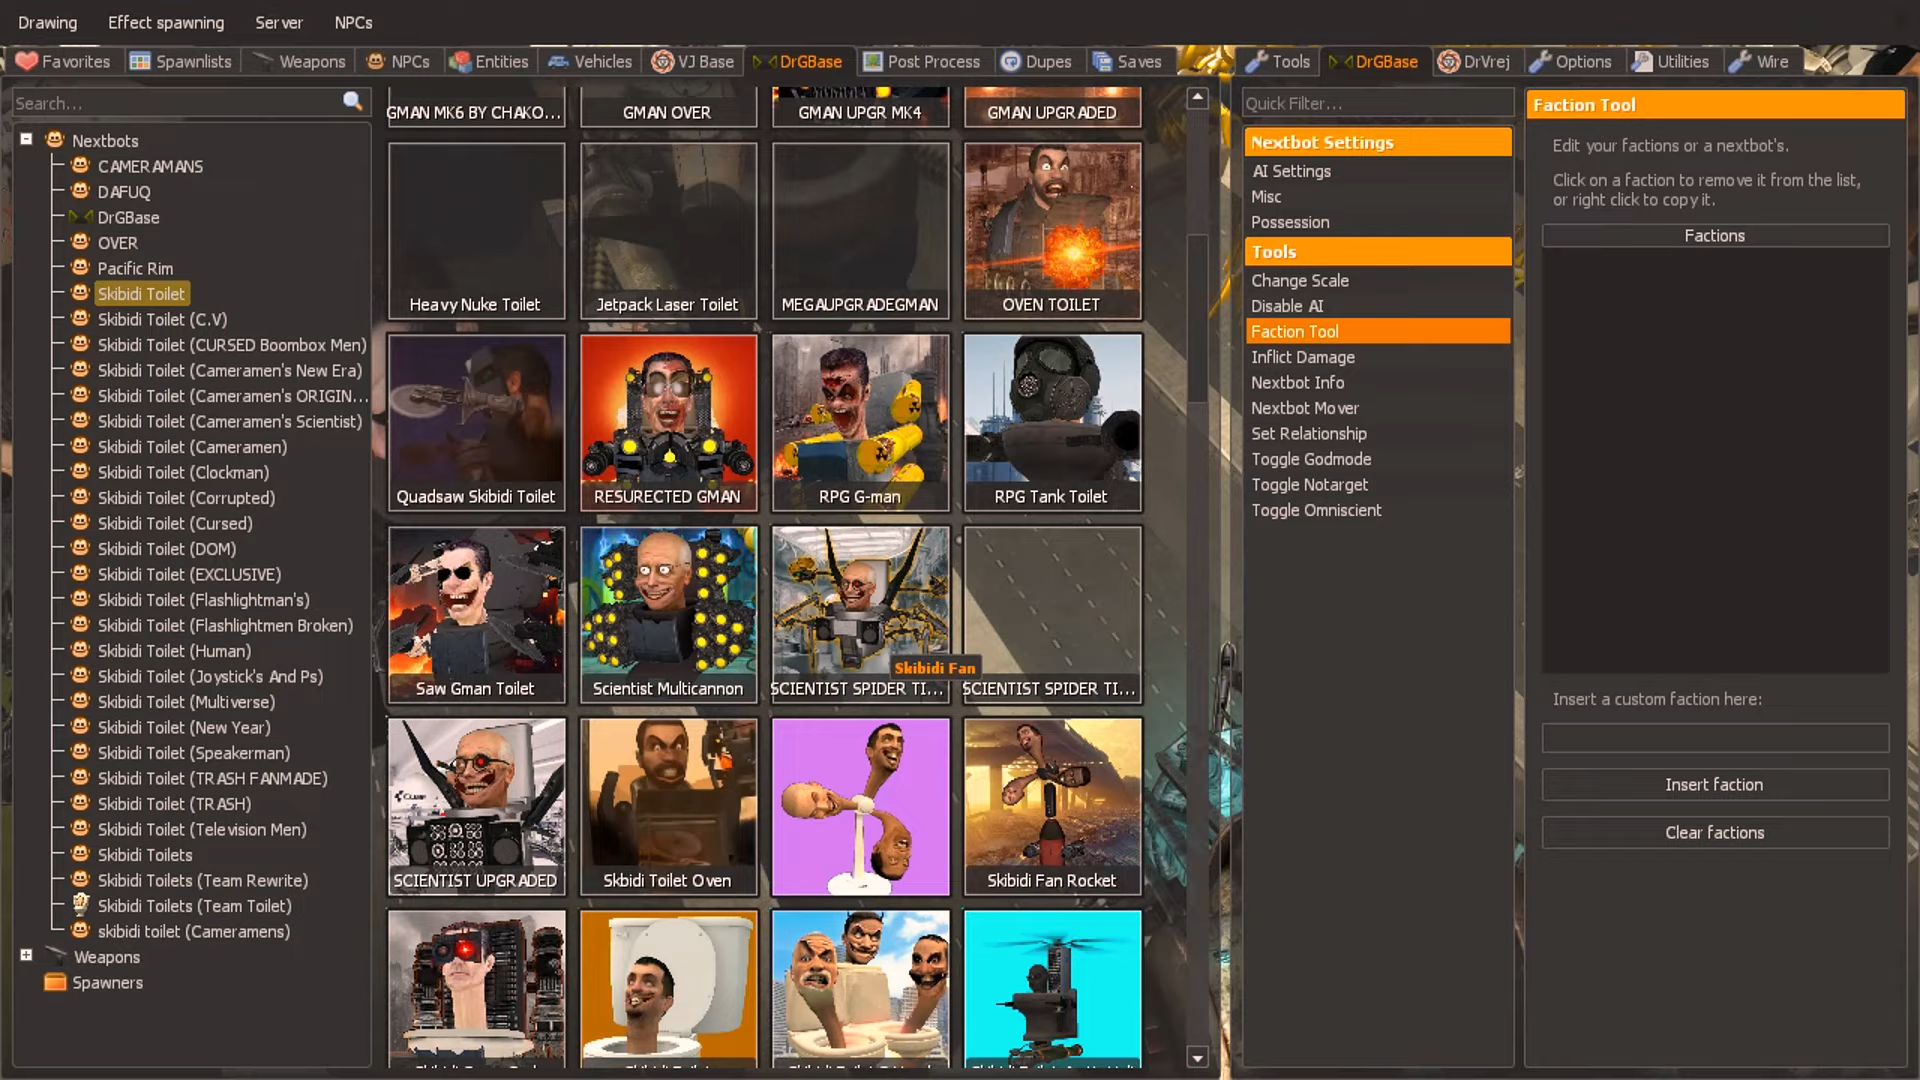 Drawing
Effect spawning
Server
NPCs
Favorites
Spawnlists
Weapons
NPCs
Entities
Vehicles
VJ Base
DrGBase
Post Process
Dupes
Saves
Tools
DrGBase
DrVrej
Options
Utilities
Wire
Search...
Nextbots
CAMERAMANS
DAFUQ
DrGBase
OVER
Pacific Rim
Skibidi Toilet
Skibidi Toilet (C.V)
Skibidi Toilet (CURSED Boombox Men)
Skibidi Toilet (Cameramen's New Era)
Skibidi Toilet (Cameramen's ORIGIN...
Skibidi Toilet (Cameramen's Scientist)
Skibidi Toilet (Cameramen)
Skibidi Toilet (Clockman)
Skibidi Toilet (Corrupted)
Skibidi Toilet (Cursed)
Skibidi Toilet (DOM)
Skibidi Toilet (EXCLUSIVE)
Skibidi Toilet (Flashlightman's)
Skibidi Toilet (Flashlightmen Broken)
Skibidi Toilet (Human)
Skibidi Toilet (Joystick's And Ps)
Skibidi Toilet (Multiverse)
Skibidi Toilet (New Year)
Skibidi Toilet (Speakerman)
Skibidi Toilet (TRASH FANMADE)
Skibidi Toilet (TRASH)
Skibidi Toilet (Television Men)
Skibidi Toilets
Skibidi Toilets (Team Rewrite)
Skibidi Toilets (Team Toilet)
skibidi toilet (Cameramens)
Weapons
Spawners
GMAN MK6 BY CHAKO...
GMAN OVER
GMAN UPGR MK4
GMAN UPGRADED
Heavy Nuke Toilet
Jetpack Laser Toilet
MEGAUPGRADEGMAN
OVEN TOILET
Quadsaw Skibidi Toilet
RESURECTED GMAN
RPG G-man
RPG Tank Toilet
Saw Gman Toilet
Scientist Multicannon
SCIENTIST SPIDER TI...
SCIENTIST SPIDER TI...
Skibidi Fan
SCIENTIST UPGRADED
Skbidi Toilet Oven
Skibidi Fan Rocket
Quick Filter...
Nextbot Settings
AI Settings
Misc
Possession
Tools
Change Scale
Disable AI
Faction Tool
Inflict Damage
Nextbot Info
Nextbot Mover
Set Relationship
Toggle Godmode
Toggle Notarget
Toggle Omniscient
Faction Tool
Edit your factions or a nextbot's.
Click on a faction to remove it from the list,
or right click to copy it.
Factions
Insert a custom faction here:
Insert faction
Clear factions